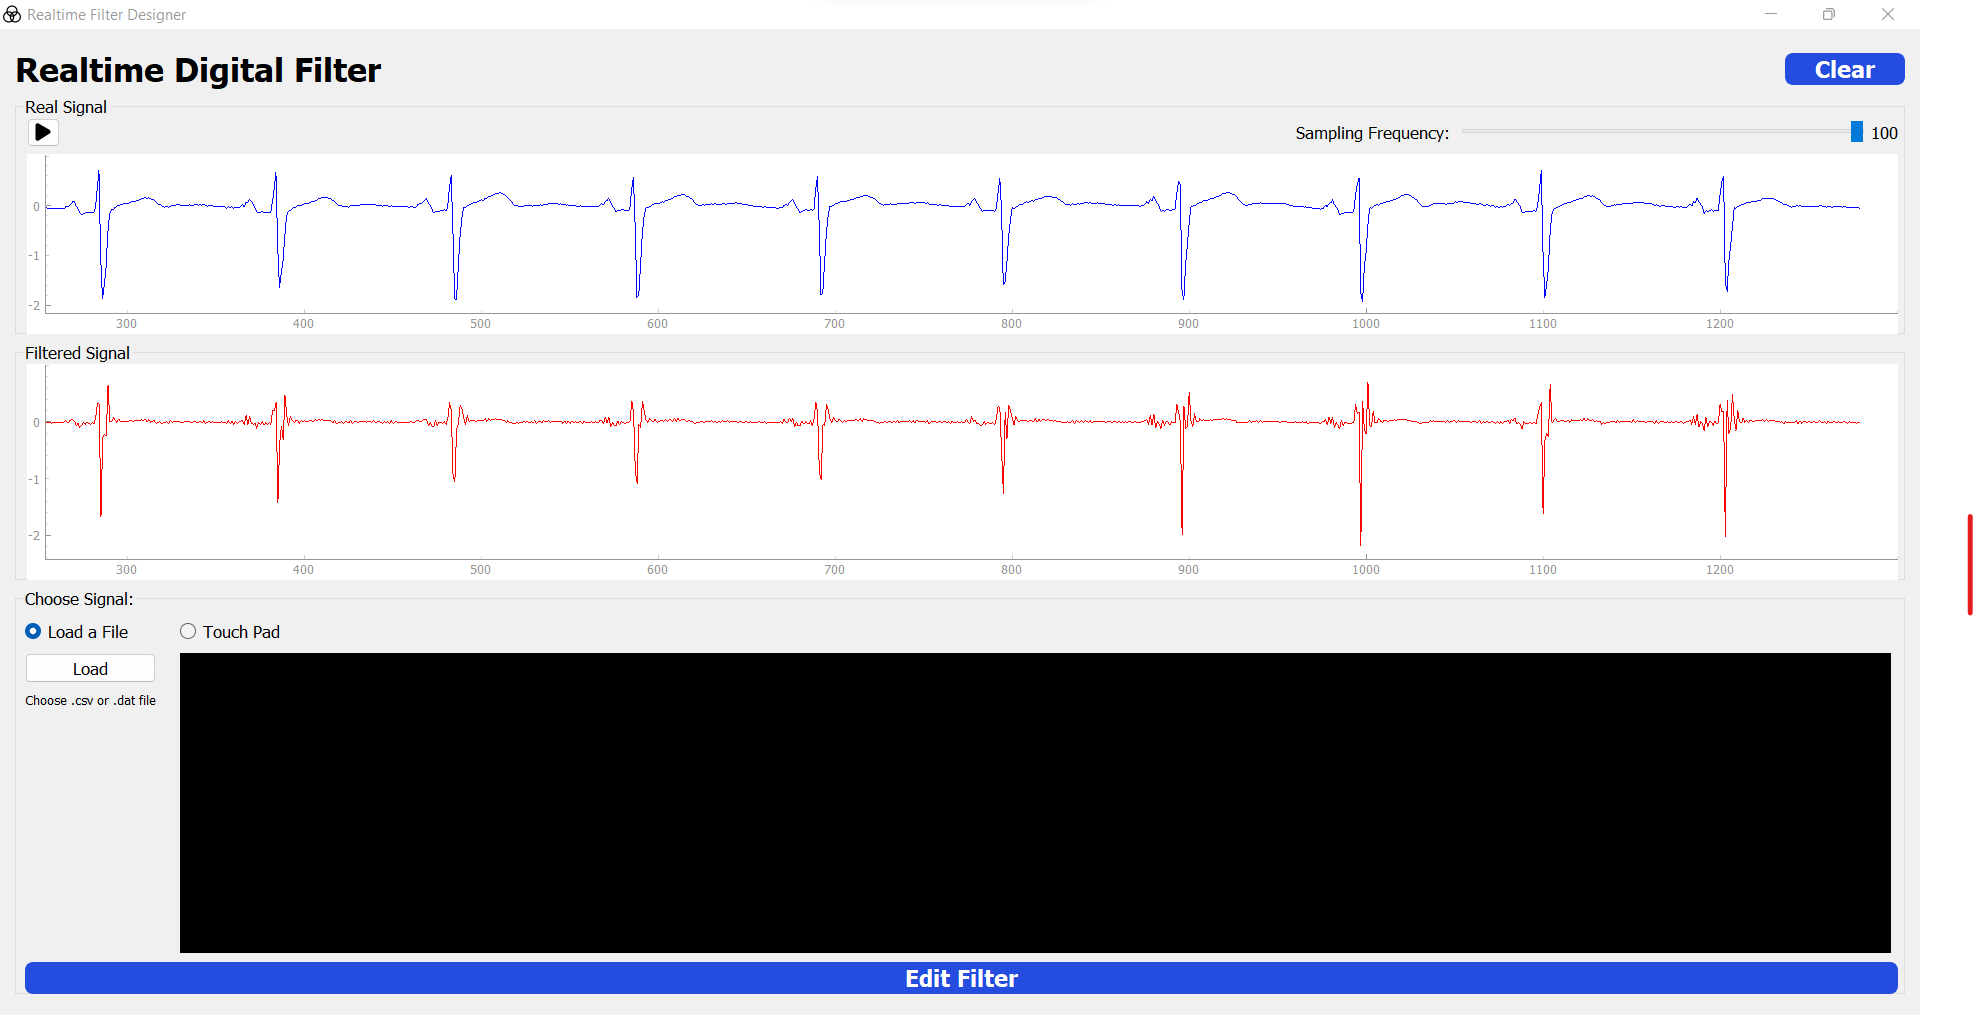 Realtime Filter Designer
Realtime Digital Filter
Clear
Real Signal
Sampling Frequency: 100
0
-1
-2
300 400 500 600 700 800 900 1000 1100 1200
Filtered Signal
0
-1
-2
300 400 500 600 700 800 900 1000 1100 1200
Choose Signal:
Load a File Touch Pad
Load
Choose .csv or .dat file
Edit Filter